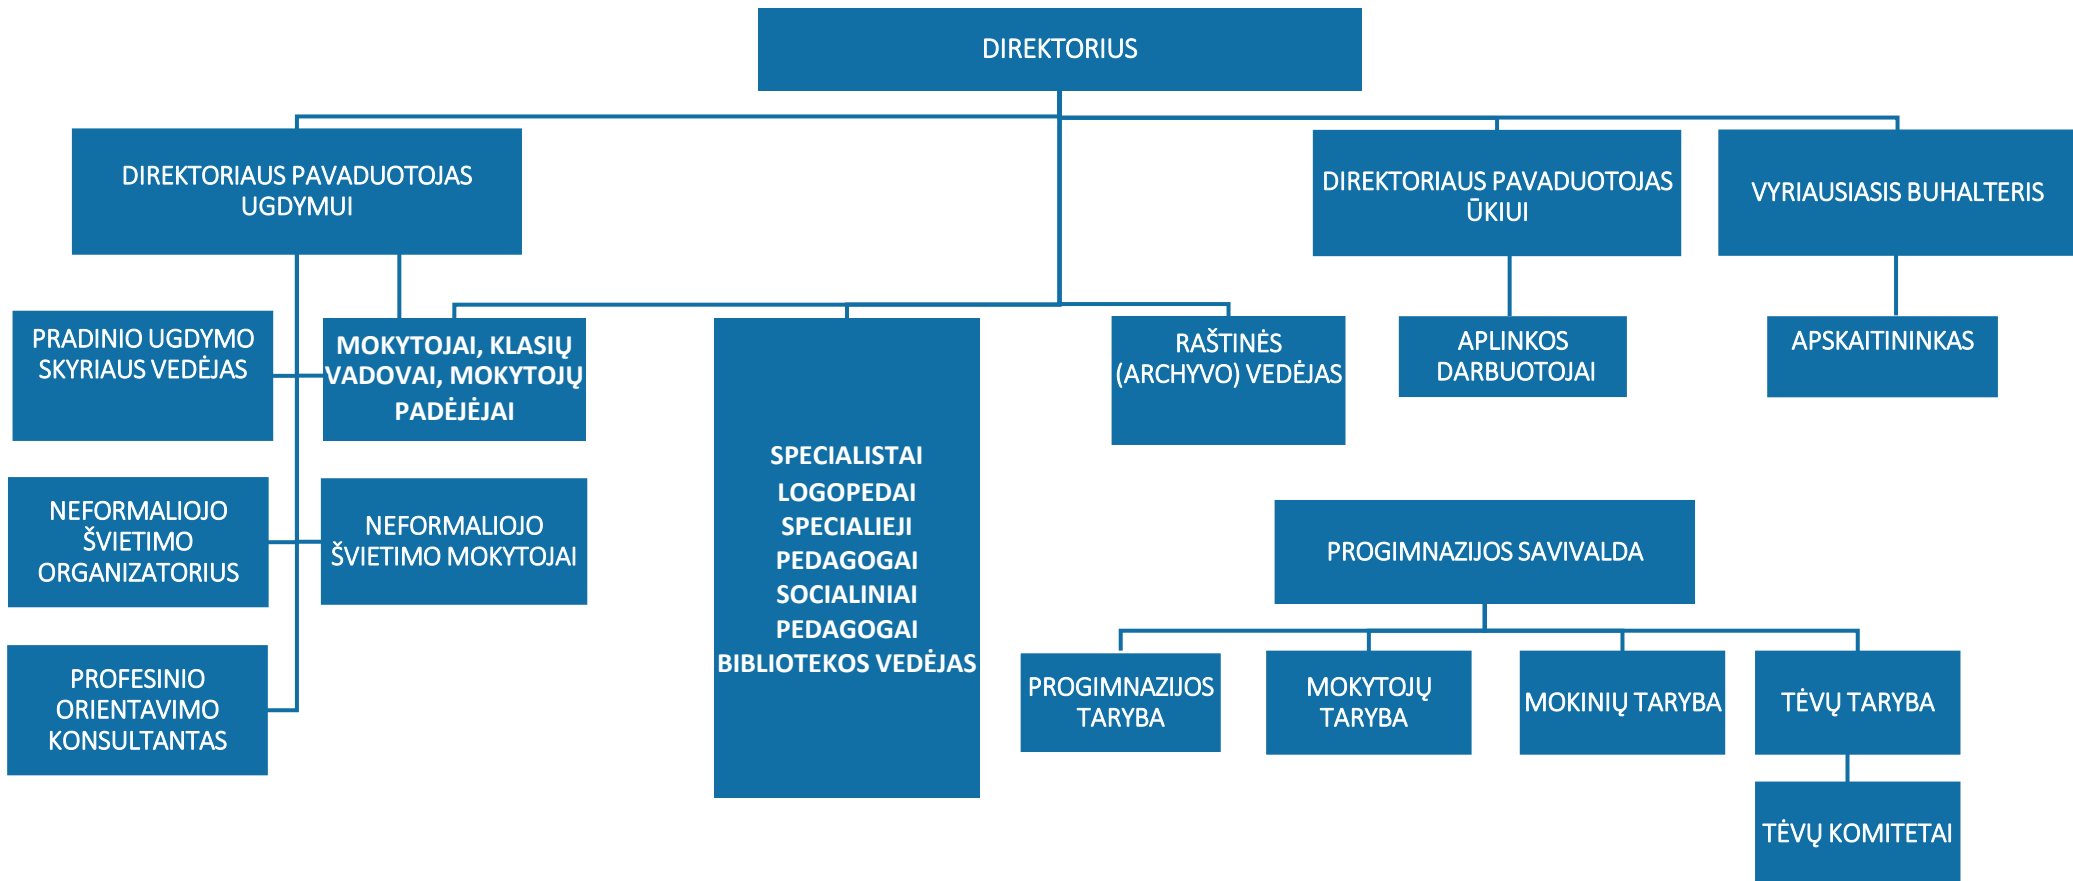 DIREKTORIUS
DIREKTORIAUS PAVADUOTOJAS
UGDYMUI
DIREKTORIAUS PAVADUOTOJAS
ŪKIUI
VYRIAUSIASIS BUHALTERIS
PRADINIO UGDYMO
SKYRIAUS VEDĖJAS
MOKYTOJAI, KLASIŲ
VADOVAI, MOKYTOJŲ
PADĖJĖJAI
RAŠTINĖS
(ARCHYVO) VEDĖJAS
APLINKOS
DARBUOTOJAI
APSKAITININKAS
SPECIALISTAI
LOGOPEDAI
SPECIALIEJI
PEDAGOGAI
SOCIALINIAI
PEDAGOGAI
BIBLIOTEKOS VEDĖJAS
NEFORMALIOJO
ŠVIETIMO
ORGANIZATORIUS
NEFORMALIOJO
ŠVIETIMO MOKYTOJAI
PROFESINIO
ORIENTAVIMO
KONSULTANTAS
PROGIMNAZIJOS SAVIVALDA
PROGIMNAZIJOS
TARYBA
MOKYTOJŲ
TARYBA
MOKINIŲ TARYBA
TĖVŲ TARYBA
TĖVŲ KOMITETAI